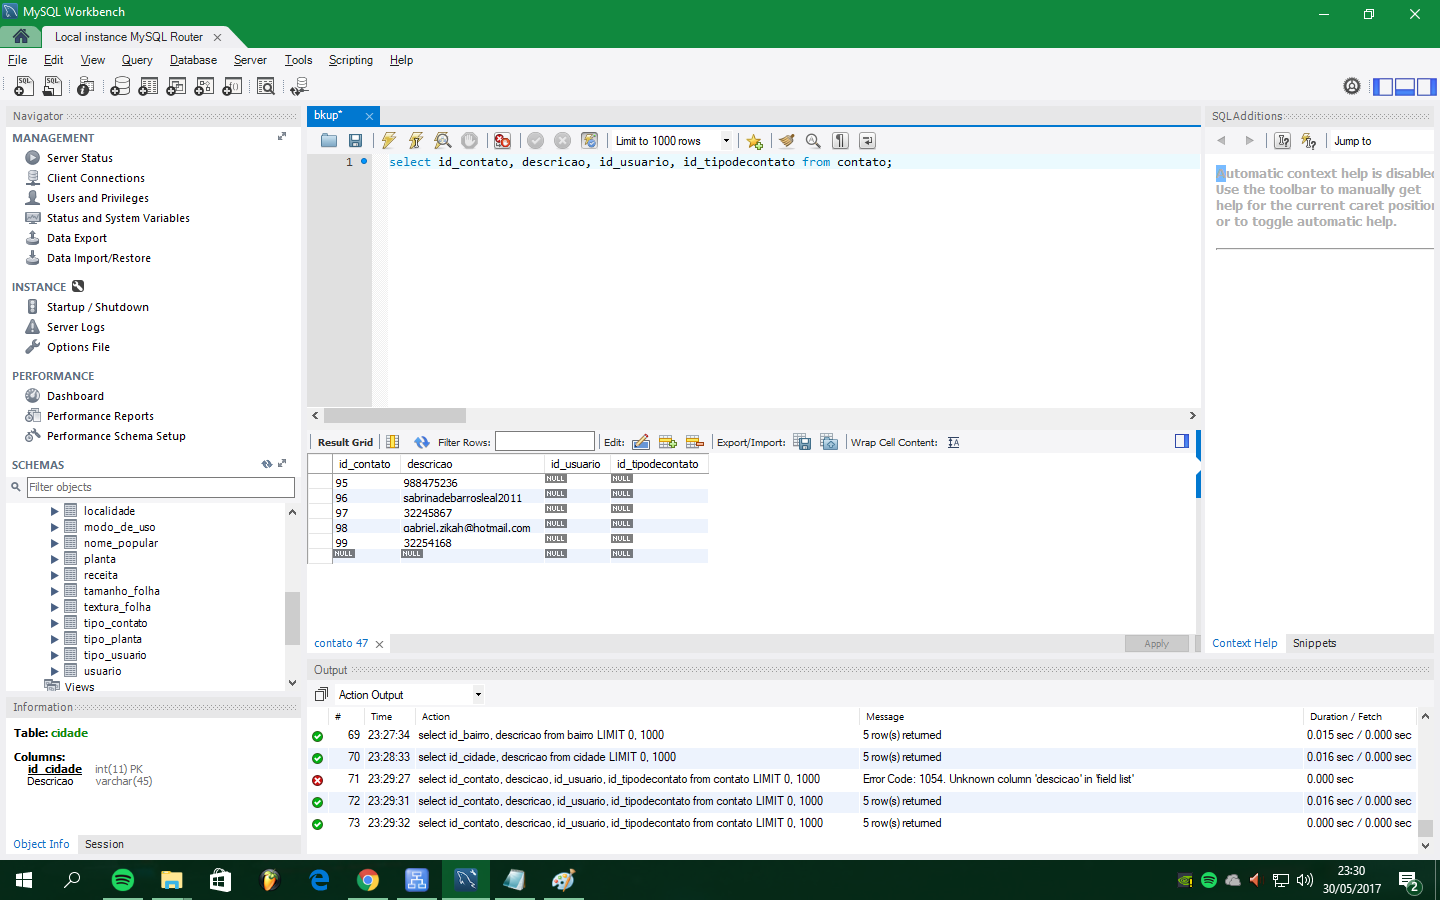 MySQL Workbench
Local instance MySQL Router
File Edit View Query Database Server Tools Scripting Help
Navigator
MANAGEMENT
Server Status
Client Connections
Users and Privileges
Status and System Variables
Data Export
Data Import/Restore
INSTANCE
Startup / Shutdown
Server Logs
Options File
PERFORMANCE
Dashboard
Performance Reports
Performance Schema Setup
SCHEMAS
Filter objects
localidade
modo_de_uso
nome_popular
planta
receita
tamanho_folha
textura_folha
tipo_contato
tipo_planta
tipo_usuario
usuario
Views
Information
Table: cidade
Columns:
id_cidade int(11) PK
Descricao varchar(45)
Object Info Session
bkup*
Limit to 1000 rows
1 select id_contato, descricao, id_usuario, id_tipodecontato from contato;
Result Grid Filter Rows: Edit: Export/Import: Wrap Cell Content:
id_contato descricao id_usuario id_tipodecontato
95 988475236 NULL NULL
96 sabrinadebarrosleal2011 NULL NULL
97 32245867 NULL NULL
98 gabriel.zikah@hotmail.com NULL NULL
99 32254168 NULL NULL
NULL NULL NULL NULL
contato 47
Apply
SQLAdditions
Jump to
Automatic context help is disabled
Use the toolbar to manually get
help for the current caret position
or to toggle automatic help.
Context Help Snippets
Output
Action Output
# Time Action Message Duration / Fetch
69 23:27:34 select id_bairro, descricao from bairro LIMIT 0, 1000 5 row(s) returned 0.015 sec / 0.000 sec
70 23:28:33 select id_cidade, descricao from cidade LIMIT 0, 1000 5 row(s) returned 0.016 sec / 0.000 sec
71 23:29:27 select id_contato, descicao, id_usuario, id_tipodecontato from contato LIMIT 0, 1000 Error Code: 1054. Unknown column 'descicao' in 'field list' 0.000 sec
72 23:29:31 select id_contato, descricao, id_usuario, id_tipodecontato from contato LIMIT 0, 1000 5 row(s) returned 0.016 sec / 0.000 sec
73 23:29:32 select id_contato, descricao, id_usuario, id_tipodecontato from contato LIMIT 0, 1000 5 row(s) returned 0.000 sec / 0.000 sec
23:30
30/05/2017
2